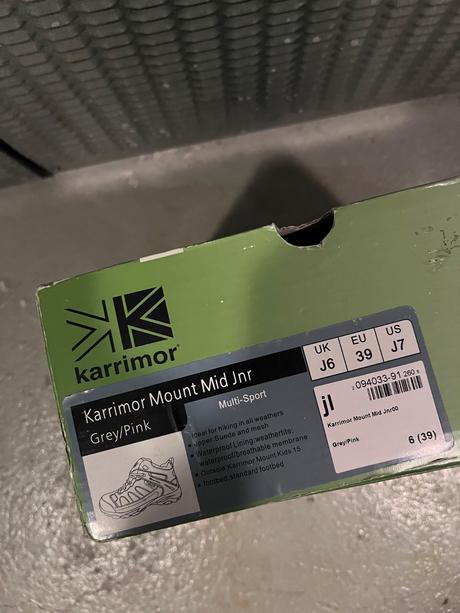 karrimor
Karrimor Mount Mid Jnr
Grey/Pink
Multi-Sport
Ideal for hiking in all weathers
• Upper Suede and mesh
• Waterproof Lining:weathertite;
waterproof/breathable membrane
• Outsole Karrimor Mount Kids 15
• footbed:standard footbed
UK EU US
J6 39 J7
094033-91
260
jl
Karrimor Mount Mid Jnr00
Grey/Pink
6 (39)